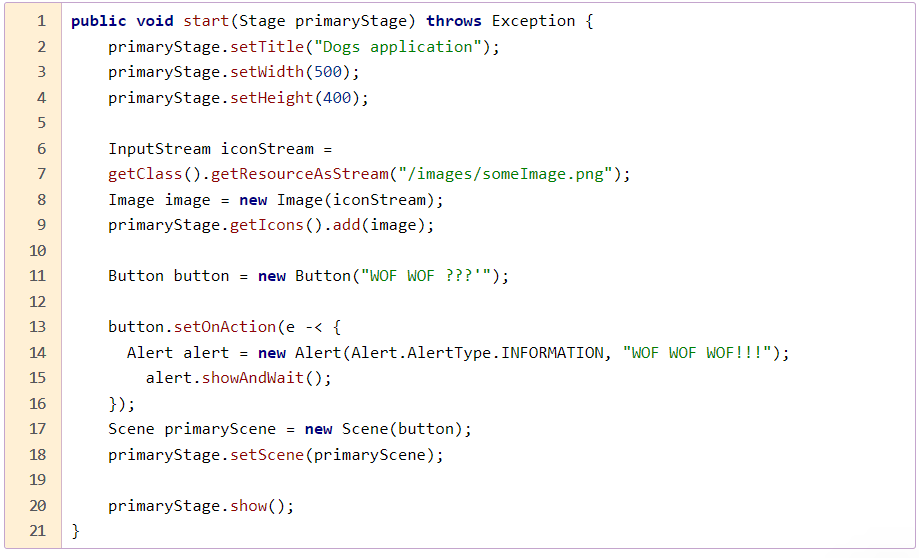 1 public void start(Stage primaryStage) throws Exception {
2 primaryStage.setTitle("Dogs application");
3 primaryStage.setWidth(500);
4 primaryStage.setHeight(400);
5
6 InputStream iconStream =
7 getClass().getResourceAsStream("/images/someImage.png");
8 Image image = new Image(iconStream);
9 primaryStage.getIcons().add(image);
10
11 Button button = new Button("WOF WOF ???'");
12
13 button.setOnAction(e -< {
14 Alert alert = new Alert(Alert.AlertType.INFORMATION, "WOF WOF WOF!!!");
15 alert.showAndWait();
16 });
17 Scene primaryScene = new Scene(button);
18 primaryStage.setScene(primaryScene);
19
20 primaryStage.show();
21 }